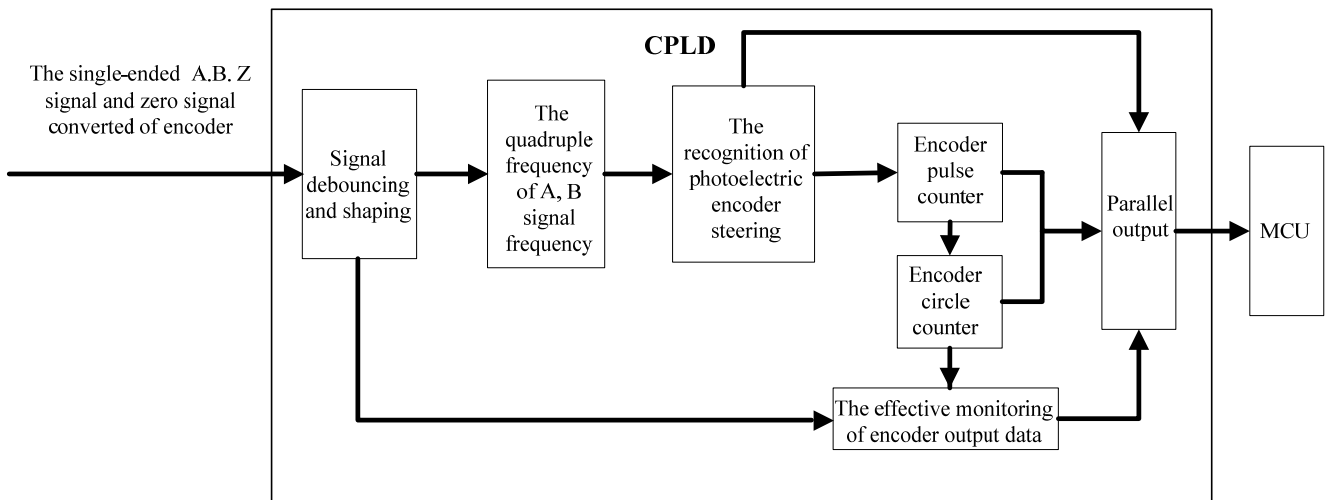 CPLD
The single-ended A.B. Z
signal and zero signal
converted of encoder
Signal
debouncing
and shaping
The
quadruple
frequency
of A, B
signal
frequency
The
recognition of
photoelectric
encoder
steering
Encoder
pulse
counter
Encoder
circle
counter
The effective monitoring
of encoder output data
Parallel
output
MCU